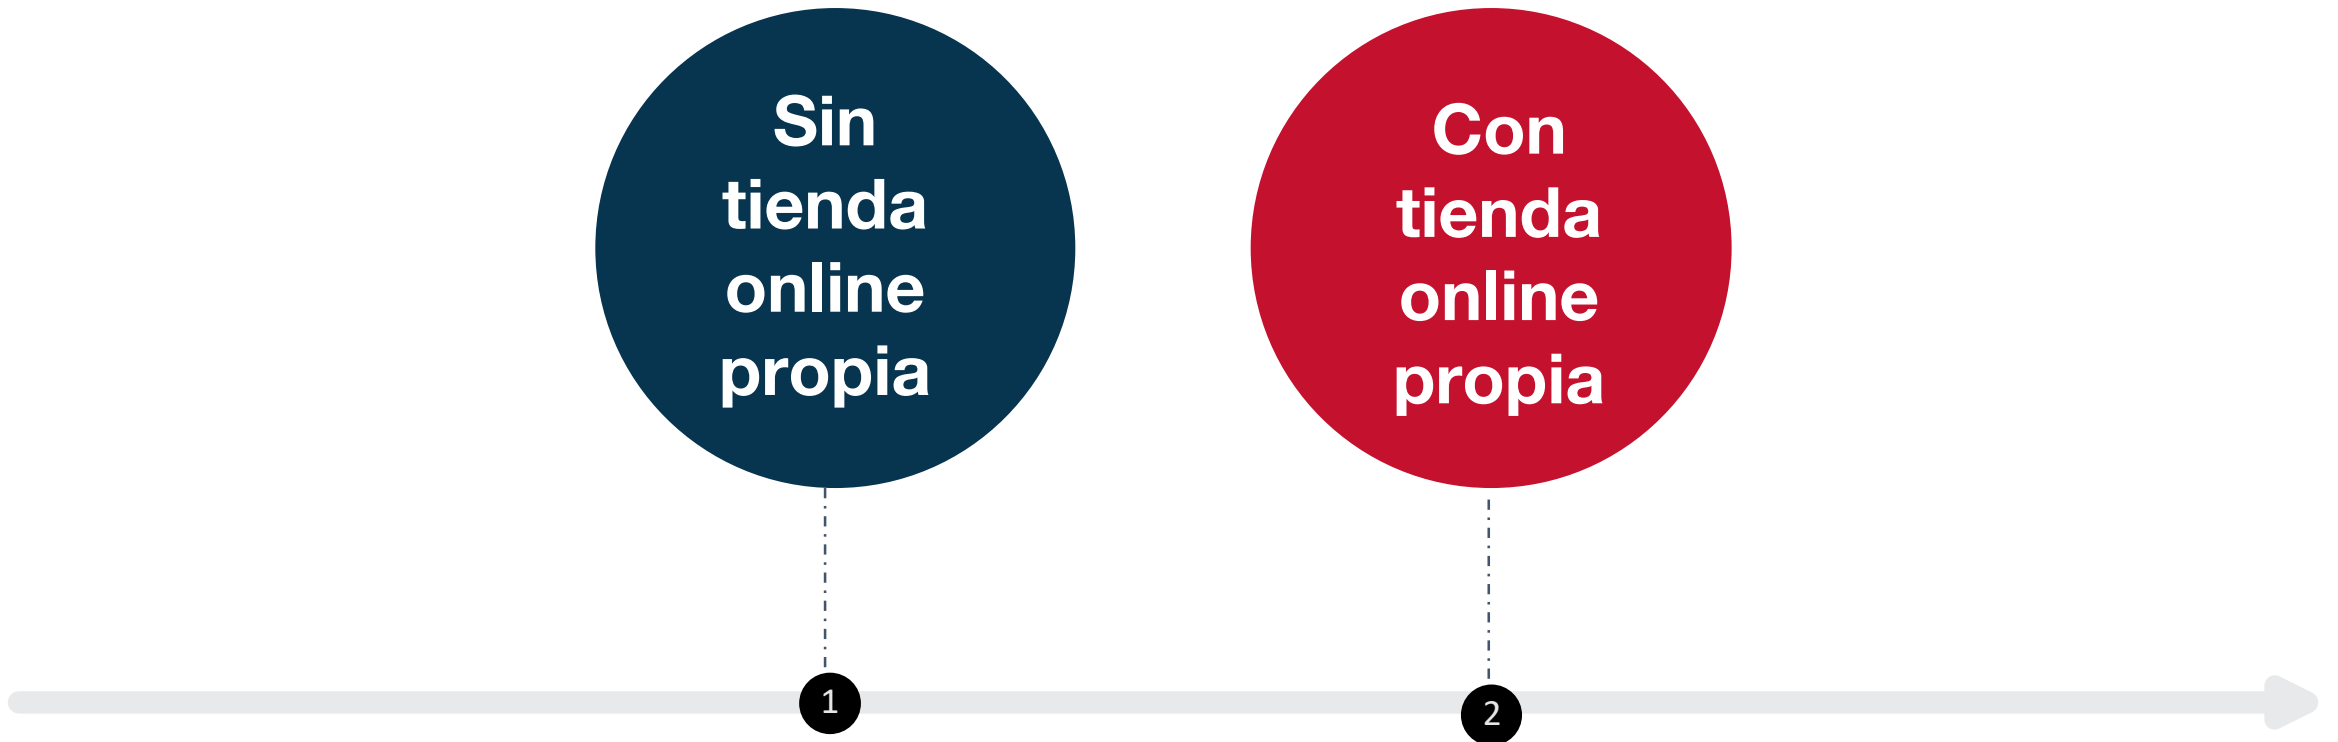 Sin
tienda
online
propia
Con
tienda
online
propia
1
2